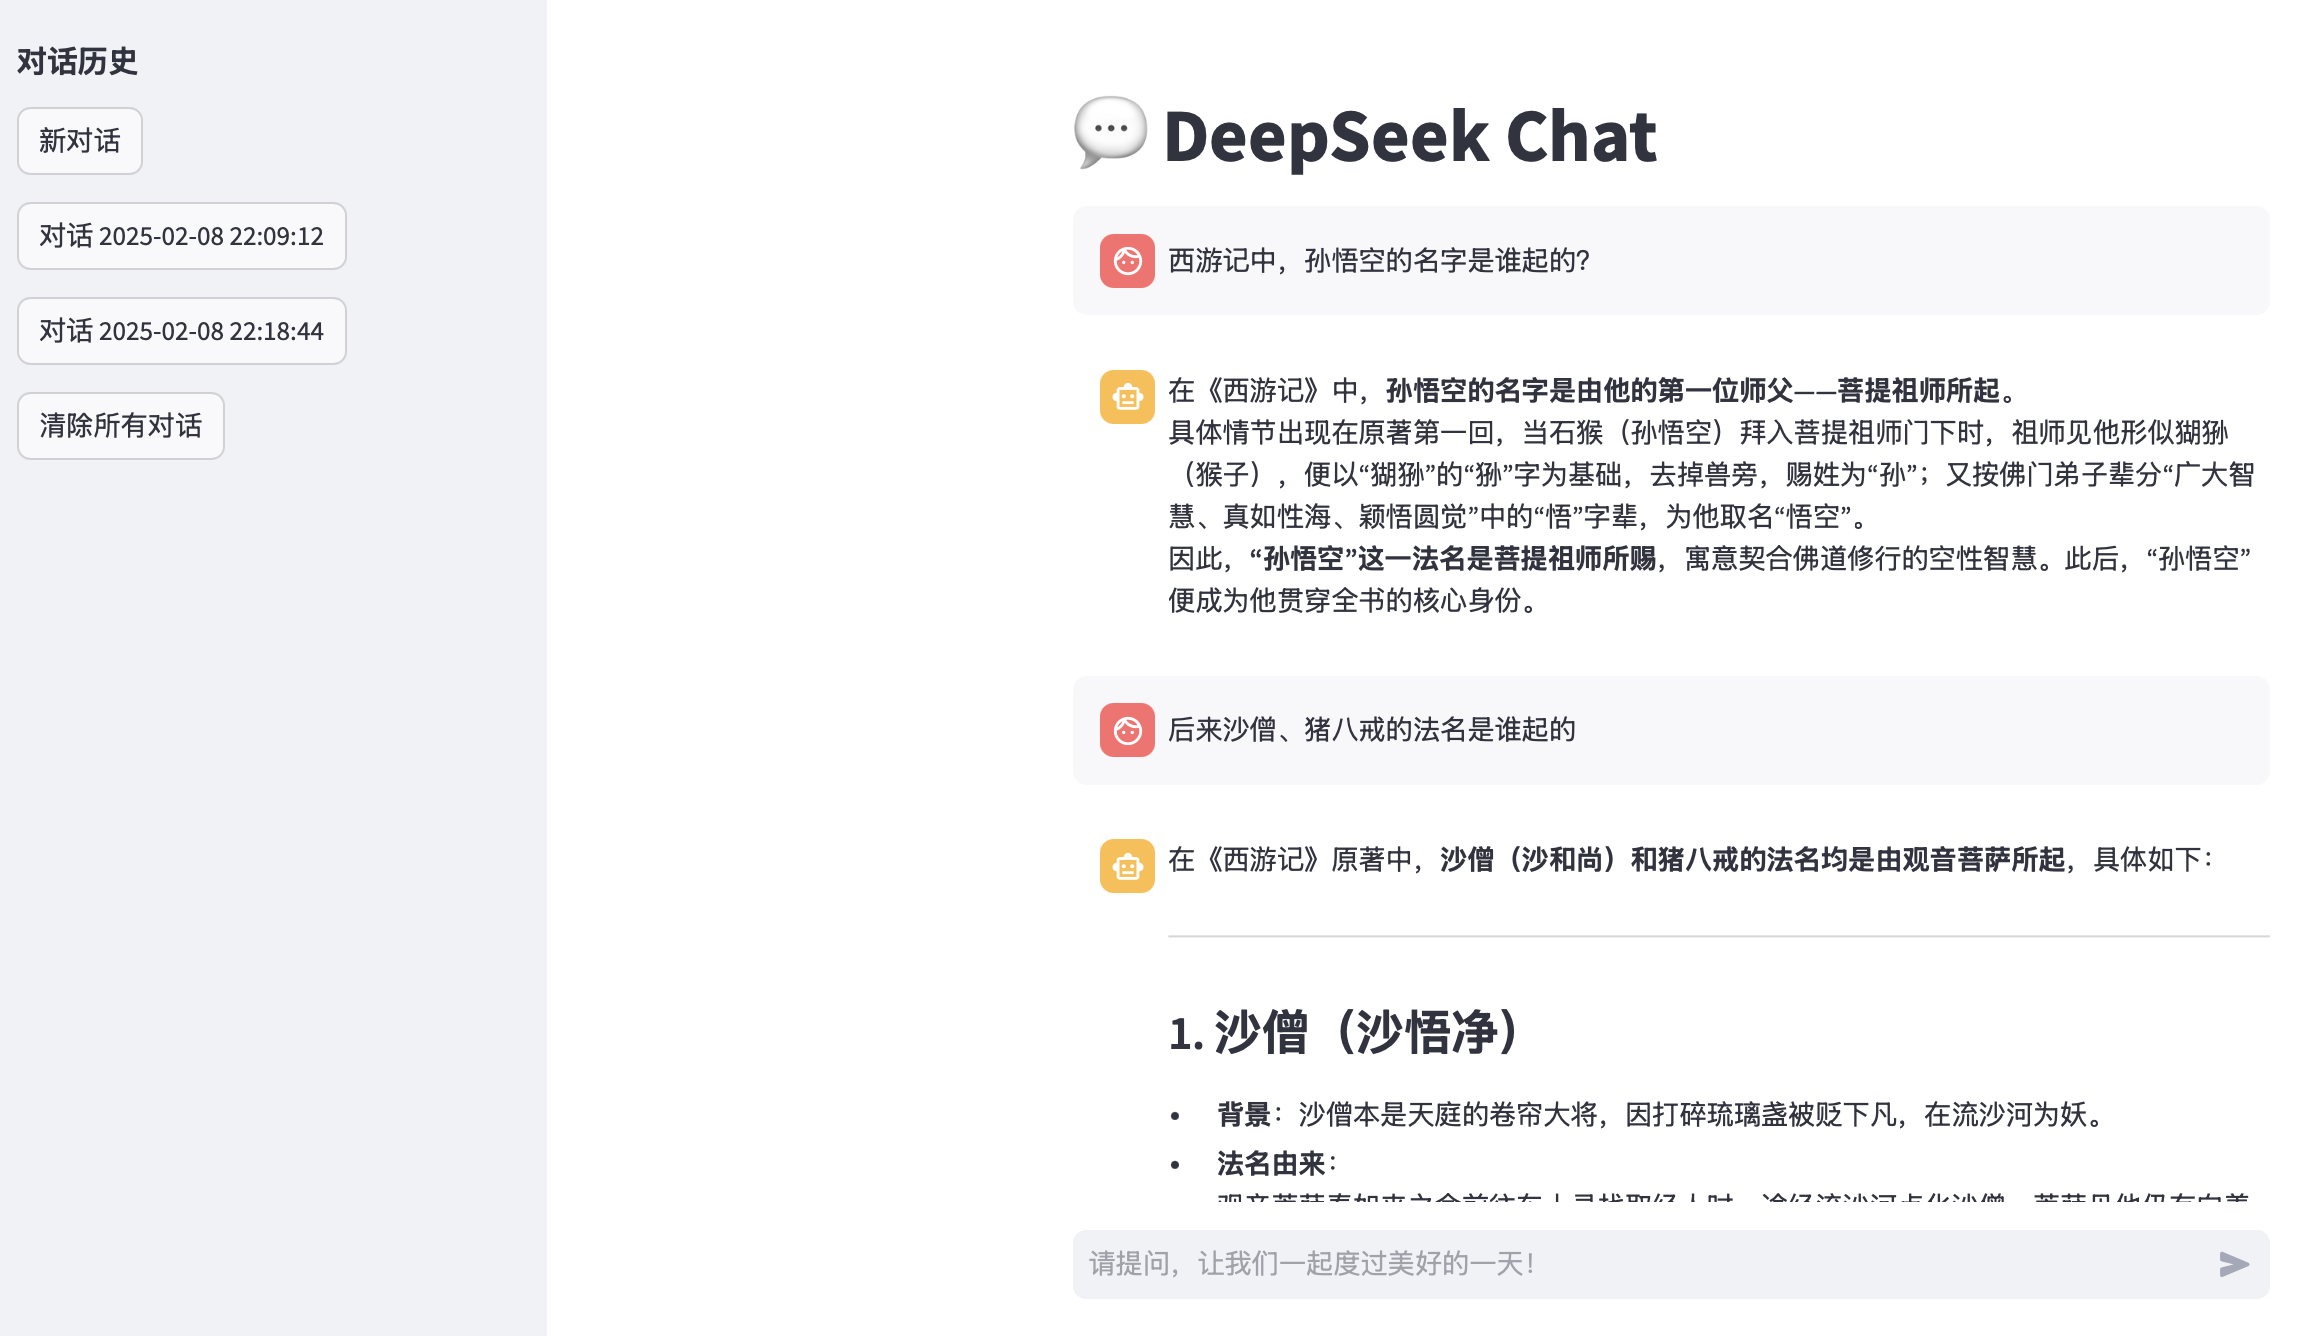 对话历史
新对话
对话 2025-02-08 22:09:12
对话 2025-02-08 22:18:44
清除所有对话
DeepSeek Chat
西游记中，孙悟空的名字是谁起的？
在《西游记》中，孙悟空的名字是由他的第一位师父——菩提祖师所起。
具体情节出现在原著第一回，当石猴（孙悟空）拜入菩提祖师门下时，祖师见他形似猢狲
（猴子），便以“猢狲”的“狲”字为基础，去掉兽旁，赐姓为“孙”；又按佛门弟子辈分“广大智
慧、真如性海、颖悟圆觉”中的“悟”字辈，为他取名“悟空”。
因此，“孙悟空”这一法名是菩提祖师所赐，寓意契合佛道修行的空性智慧。此后，“孙悟空”
便成为他贯穿全书的核心身份。
后来沙僧、猪八戒的法名是谁起的
在《西游记》原著中，沙僧（沙和尚）和猪八戒的法名均是由观音菩萨所起，具体如下：
1. 沙僧（沙悟净）
• 背景：沙僧本是天庭的卷帘大将，因打碎琉璃盏被贬下凡，在流沙河为妖。
• 法名由来：
请提问，让我们一起度过美好的一天！